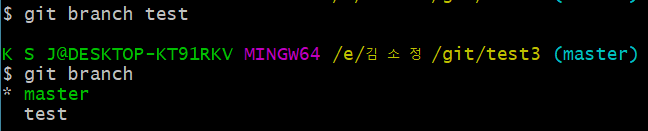 $ git branch test
K S J@DESKTOP-KT91RKV MINGW64 /e/김 소 정 /git/test3 (master)
$ git branch
* master
test